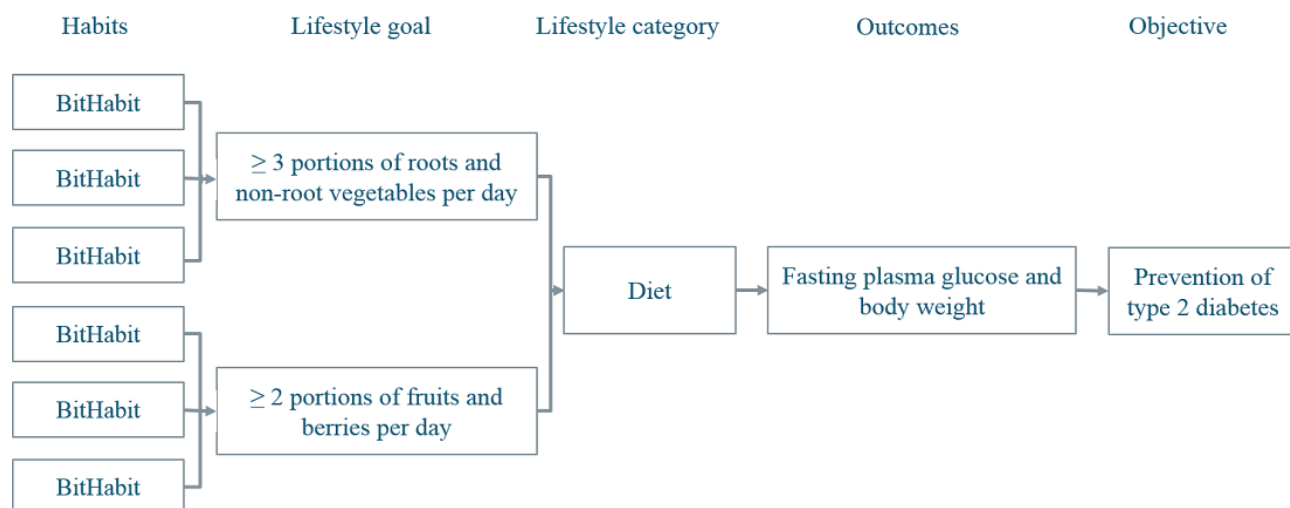 Habits
Lifestyle goal
Lifestyle category
Outcomes
Objective
BitHabit
BitHabit
BitHabit
≥ 3 portions of roots and
non-root vegetables per day
BitHabit
BitHabit
BitHabit
≥ 2 portions of fruits and
berries per day
Diet
Fasting plasma glucose and
body weight
Prevention of
type 2 diabetes